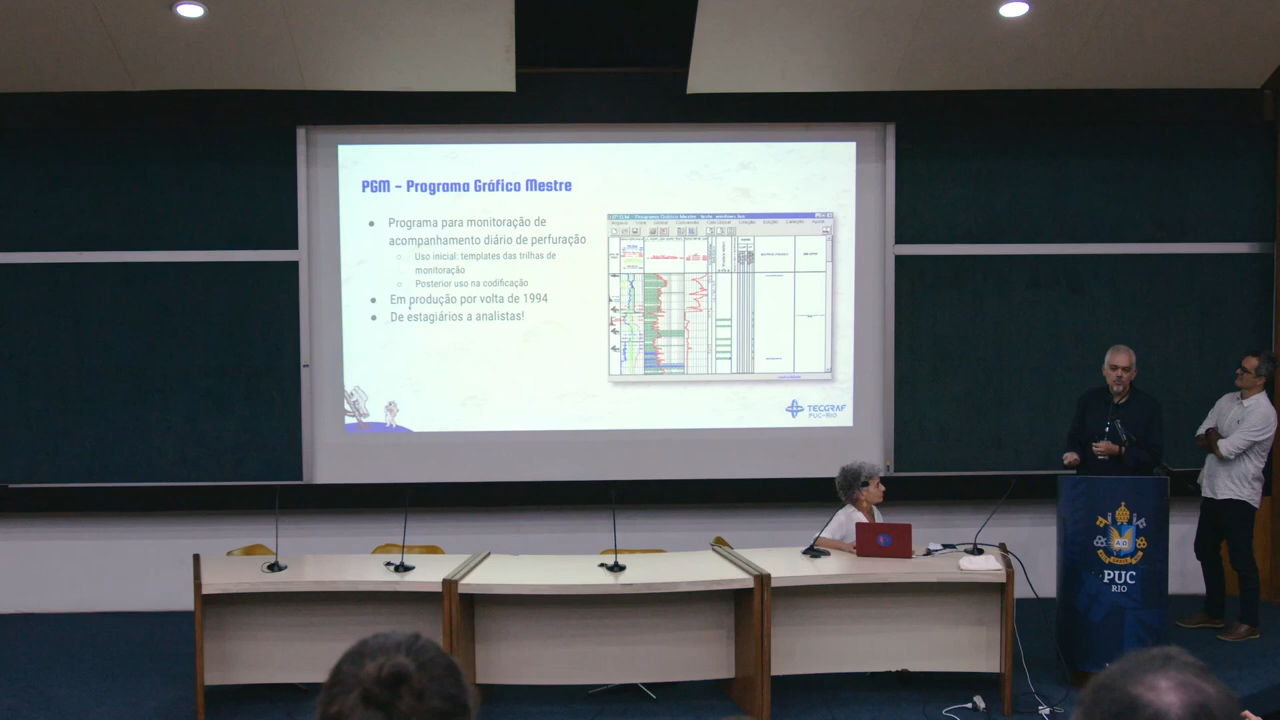 PGM - Programa Gráfico Mestre
● Programa para monitoração de
acompanhamento diário de perfuração
○ Uso inicial: templates das trilhas de
monitoração
○ Posterior uso na codificação
● Em produção por volta de 1994
● De estagiários a analistas!
TECGRAF
PUC-RIO
PUC
RIO